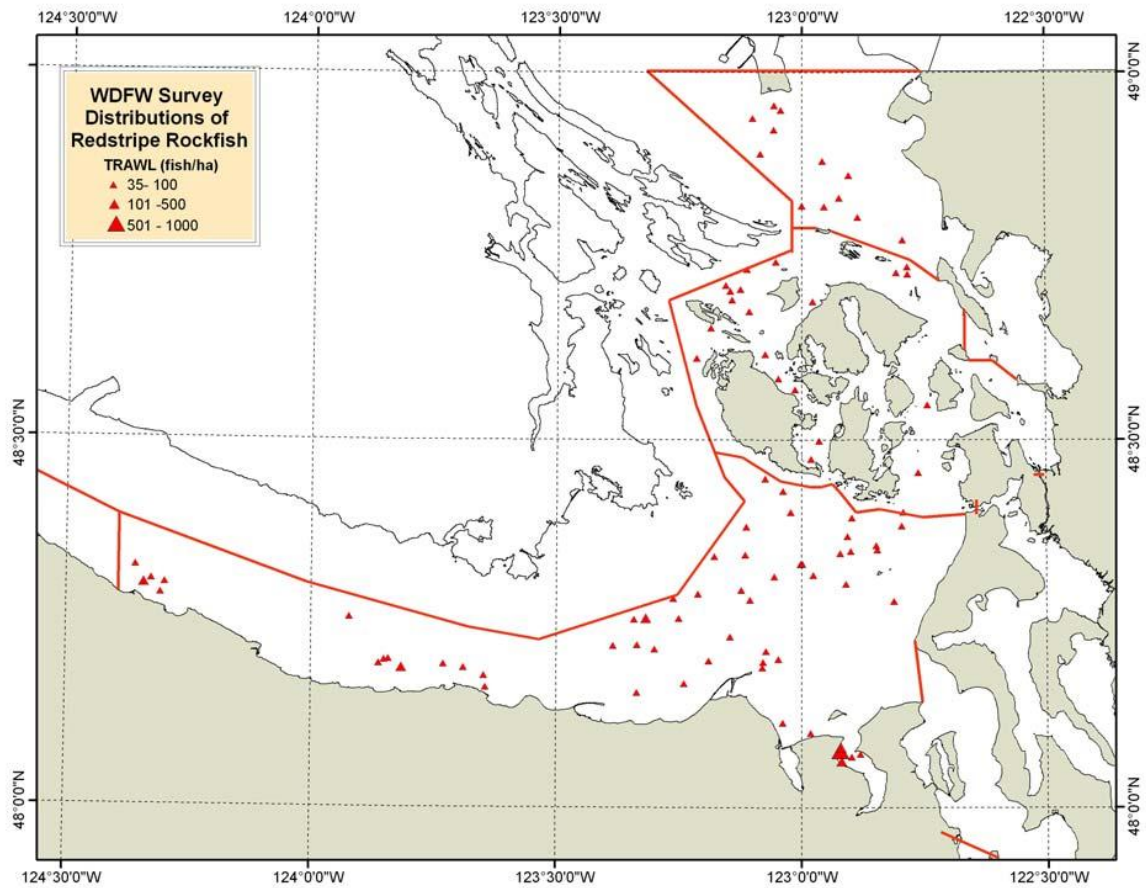 124°30'0"W 124°0'0"W 123°30'0"W 123°0'0"W 122°30'0"W
WDFW Survey
Distributions of
Redstripe Rockfish
TRAWL (fish/ha)
35- 100
101 -500
501 - 1000
49°0'0"N
48°30'0"N
48°30'0"N
48°0'0"N
48°0'0"N
124°30'0"W 124°0'0"W 123°30'0"W 123°0'0"W 122°30'0"W